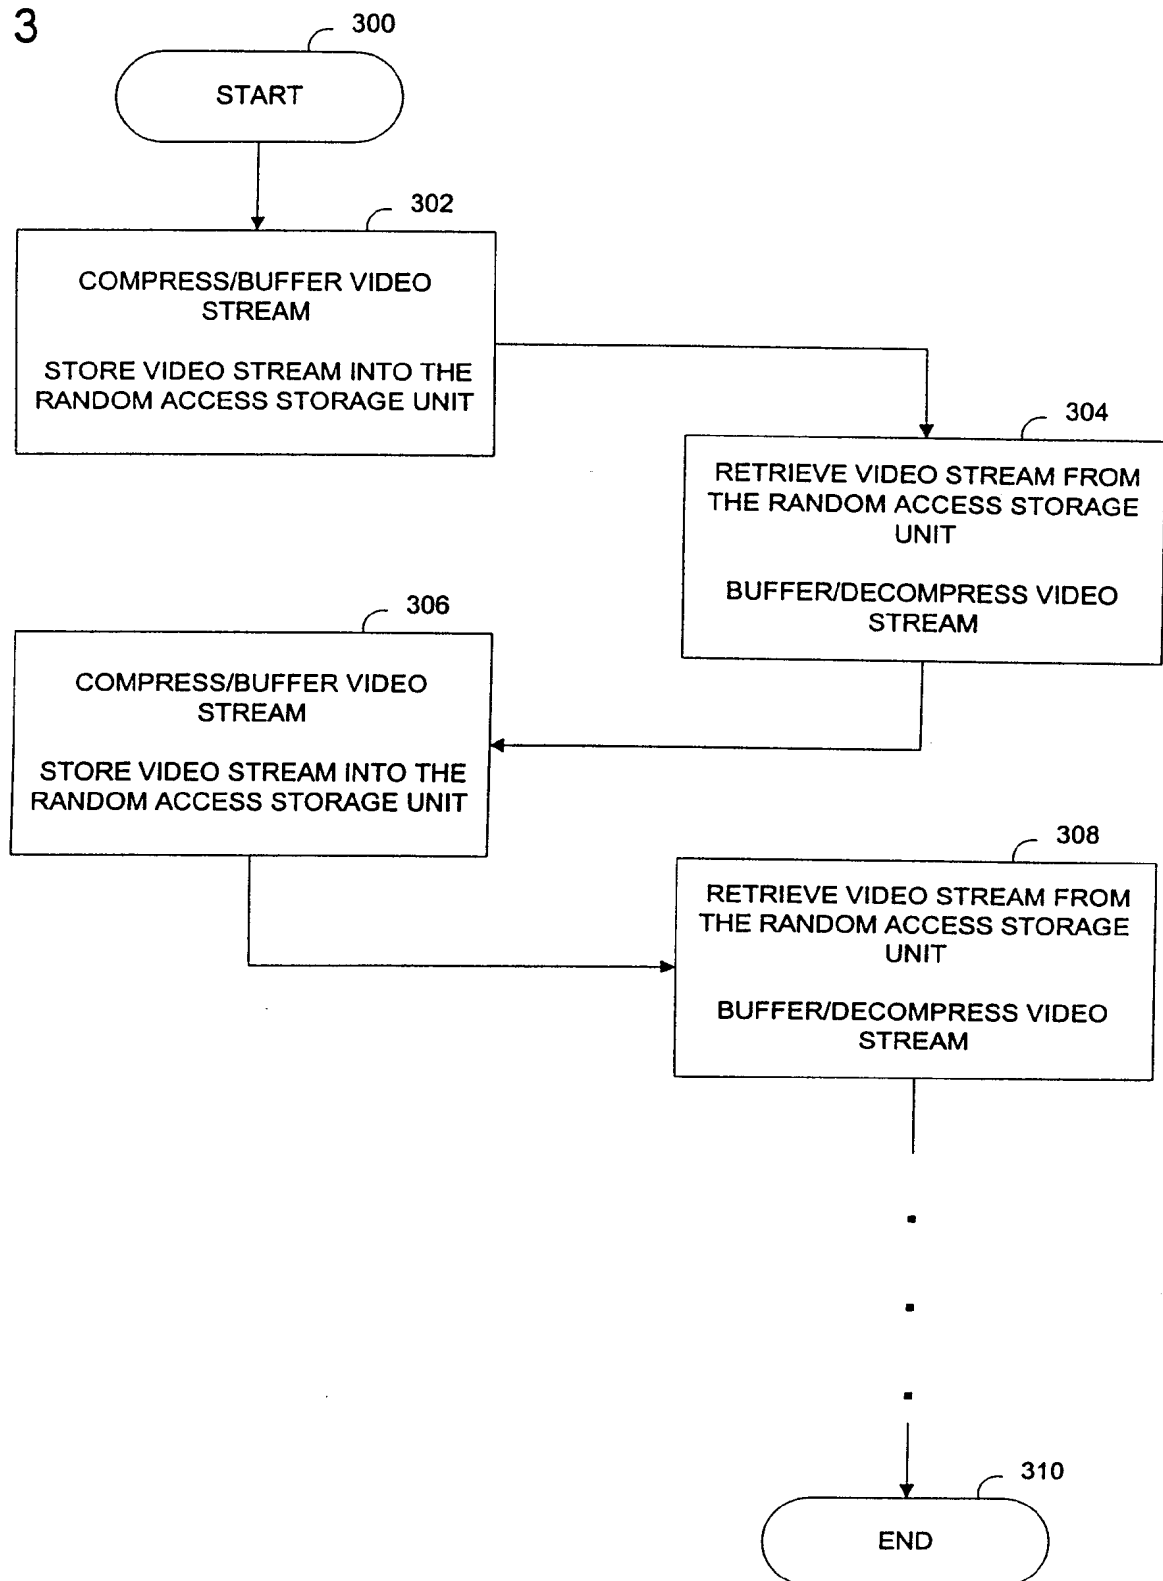 3
300
START
302
COMPRESS/BUFFER VIDEO
STREAM
STORE VIDEO STREAM INTO THE
RANDOM ACCESS STORAGE UNIT
304
RETRIEVE VIDEO STREAM FROM
THE RANDOM ACCESS STORAGE
UNIT
BUFFER/DECOMPRESS VIDEO
STREAM
306
COMPRESS/BUFFER VIDEO
STREAM
STORE VIDEO STREAM INTO THE
RANDOM ACCESS STORAGE UNIT
308
RETRIEVE VIDEO STREAM FROM
THE RANDOM ACCESS STORAGE
UNIT
BUFFER/DECOMPRESS VIDEO
STREAM
310
END